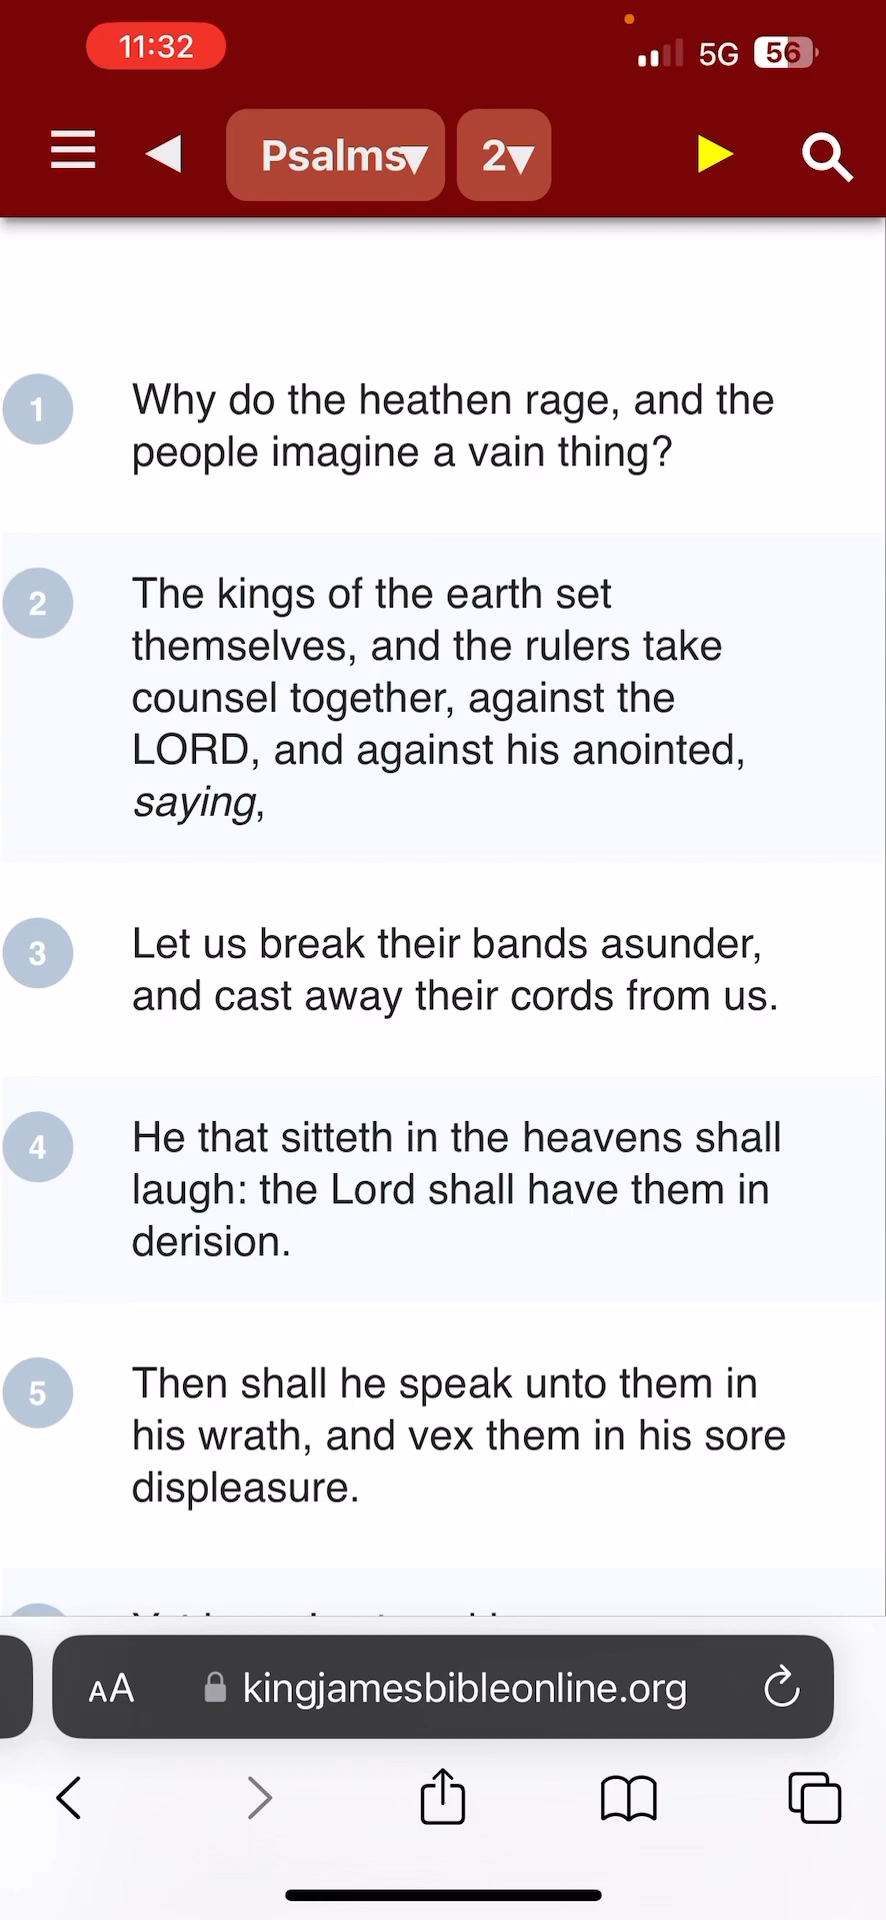 11:32
5G 56
Psalms 2
1
Why do the heathen rage, and the
people imagine a vain thing?
2
The kings of the earth set
themselves, and the rulers take
counsel together, against the
LORD, and against his anointed,
saying,
3
Let us break their bands asunder,
and cast away their cords from us.
4
He that sitteth in the heavens shall
laugh: the Lord shall have them in
derision.
5
Then shall he speak unto them in
his wrath, and vex them in his sore
displeasure.
AA kingjamesbibleonline.org